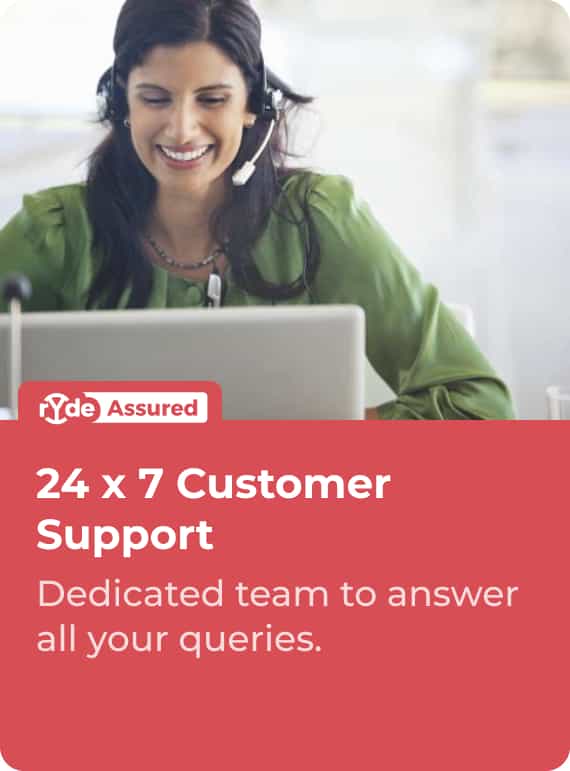 ryde Assured
24 x 7 Customer
Support
Dedicated team to answer
all your queries.